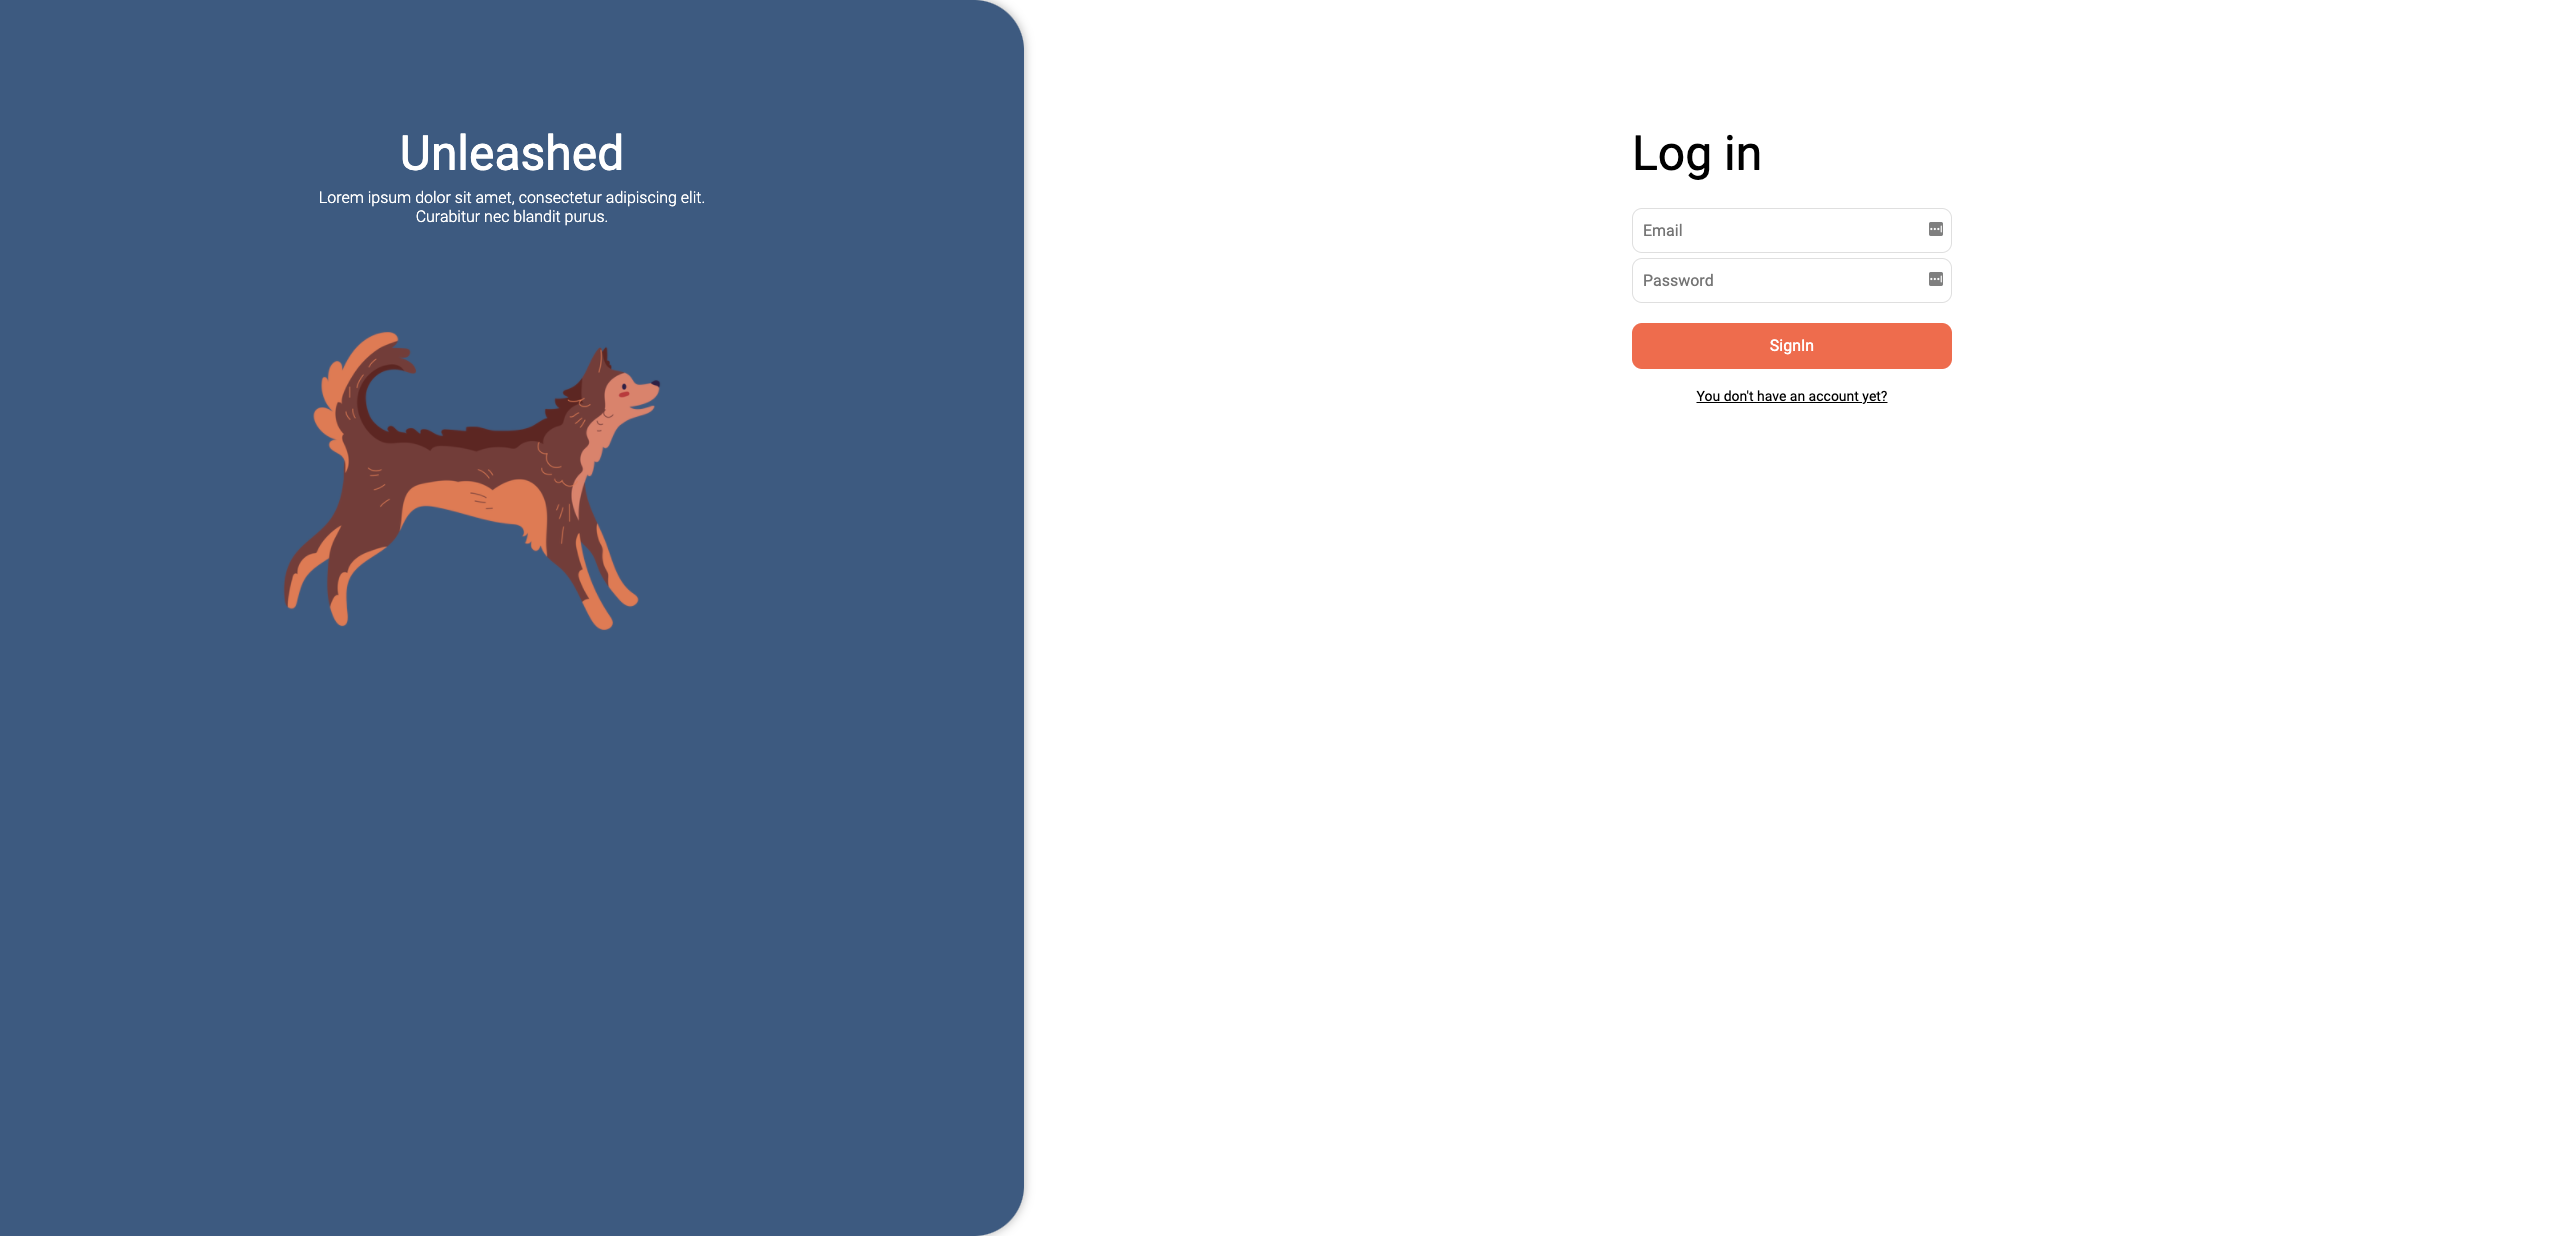 Unleashed
Lorem ipsum dolor sit amet, consectetur adipiscing elit.
Curabitur nec blandit purus.
Log in
Email
Password
SignIn
You don't have an account yet?